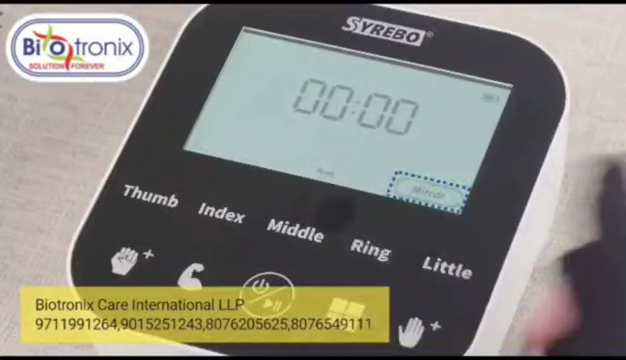 Biotronix
SOLUTION FOREVER
SYREBO
00:00
Mirror
Thumb
Index
Middle
Ring
Little
Biotronix Care International LLP
9711991264,9015251243,8076205625,8076549111